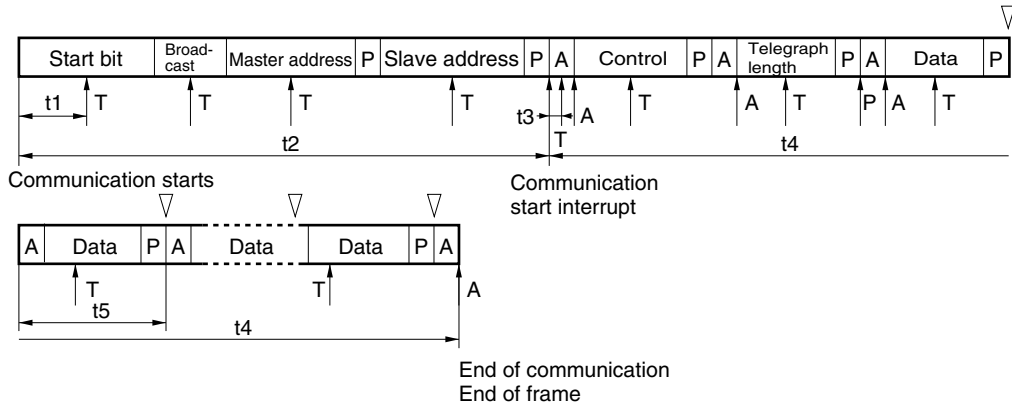 Start bit Broad- cast Master address P Slave address P A Control P A Telegraph length P A Data P
t1 T T T T t3 T A T A T P A T
t2 t4
Communication starts
Communication
start interrupt
A Data P A Data Data P A
T T A
t5
t4
End of communication
End of frame